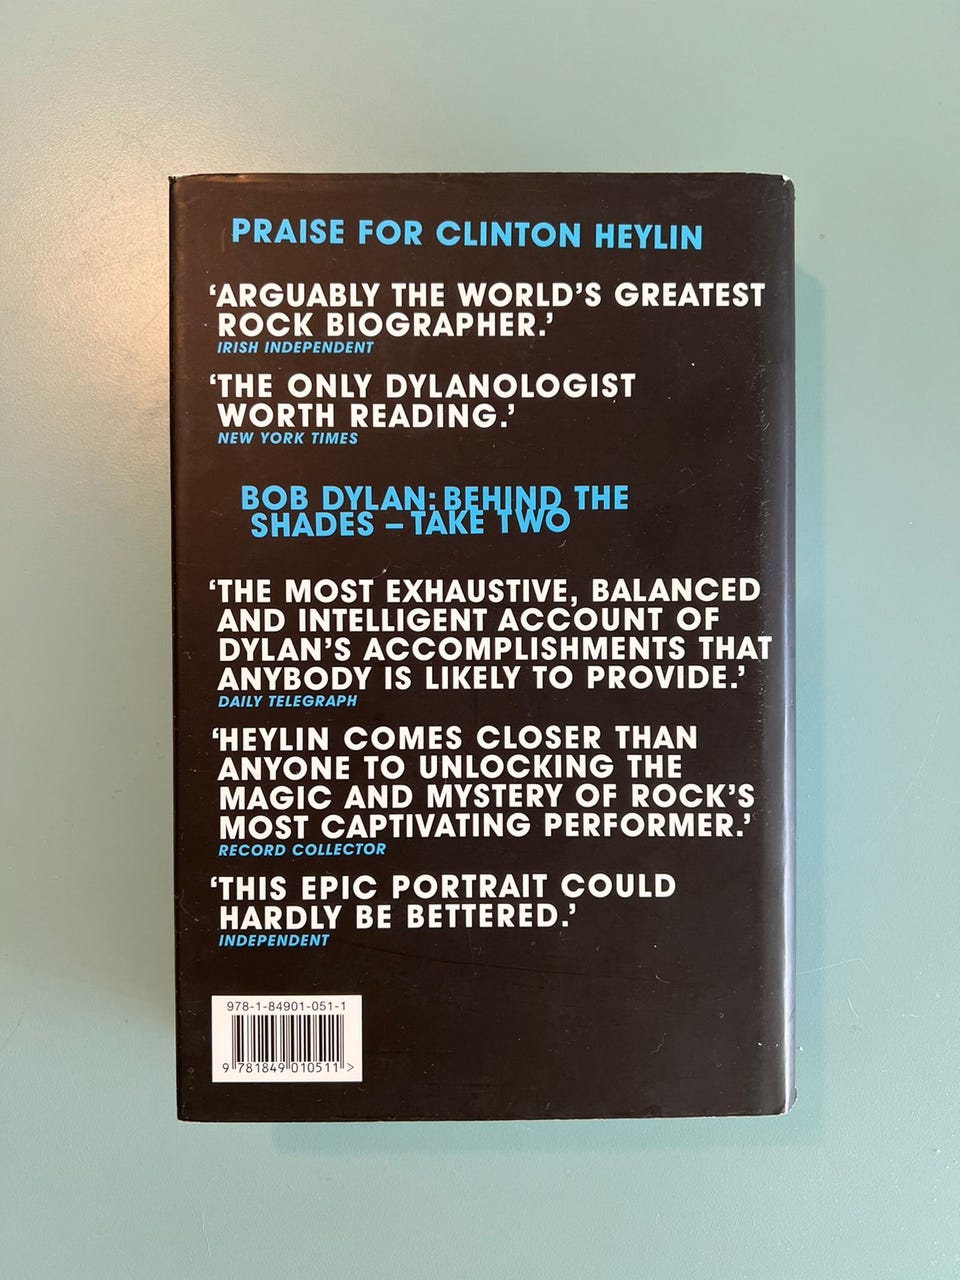 PRAISE FOR CLINTON HEYLIN
‘ARGUABLY THE WORLD’S GREATEST
ROCK BIOGRAPHER.’
IRISH INDEPENDENT
‘THE ONLY DYLANOLOGIST
WORTH READING.’
NEW YORK TIMES
BOB DYLAN: BEHIND THE
SHADES – TAKE TWO
‘THE MOST EXHAUSTIVE, BALANCED
AND INTELLIGENT ACCOUNT OF
DYLAN’S ACCOMPLISHMENTS THAT
ANYBODY IS LIKELY TO PROVIDE.’
DAILY TELEGRAPH
‘HEYLIN COMES CLOSER THAN
ANYONE TO UNLOCKING THE
MAGIC AND MYSTERY OF ROCK’S
MOST CAPTIVATING PERFORMER.’
RECORD COLLECTOR
‘THIS EPIC PORTRAIT COULD
HARDLY BE BETTERED.’
INDEPENDENT
978-1-84901-051-1
9 781849 010511 >